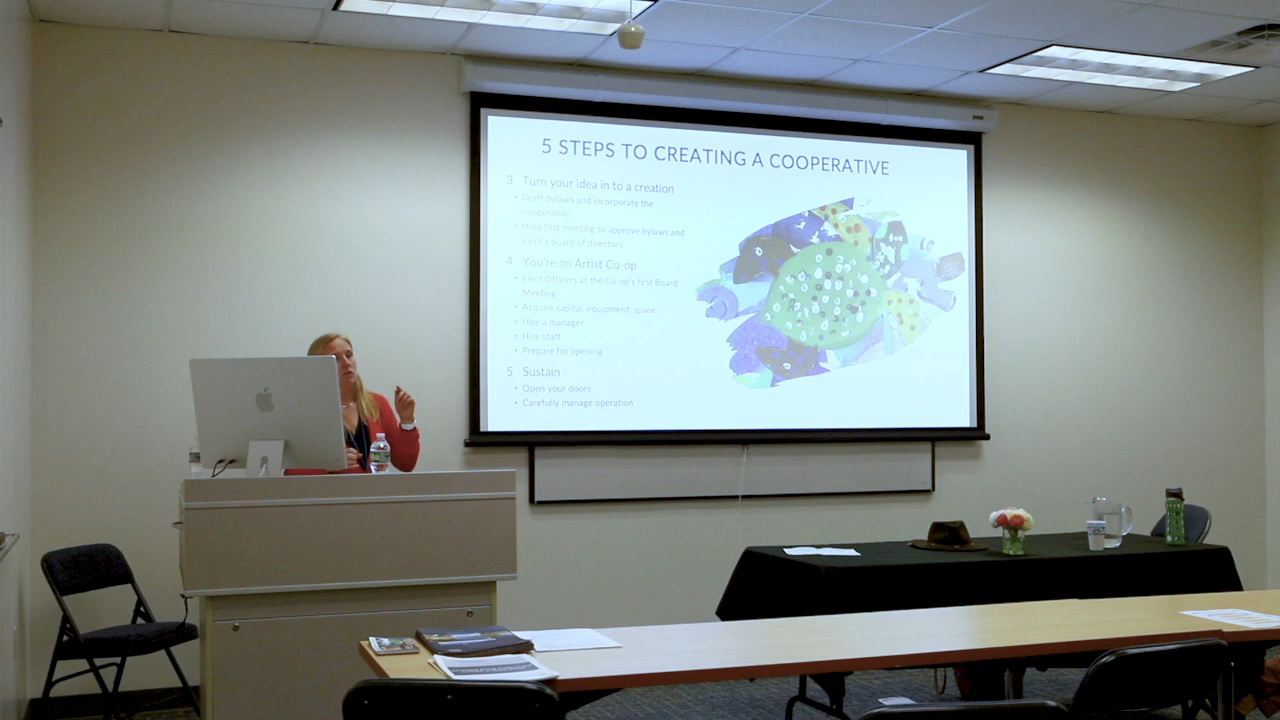 5 STEPS TO CREATING A COOPERATIVE
3 Turn your idea in to a creation
• Draft bylaws and incorporate the
cooperative
• Hold first meeting to approve bylaws and
elect a board of directors
4 You're an Artist Co-op
• Elect Officers at the Co-op's first Board
Meeting
• Acquire capital, equipment, space
• Hire a manager
• Hire staff
• Prepare for opening
5 Sustain
• Open your doors
• Carefully manage operation